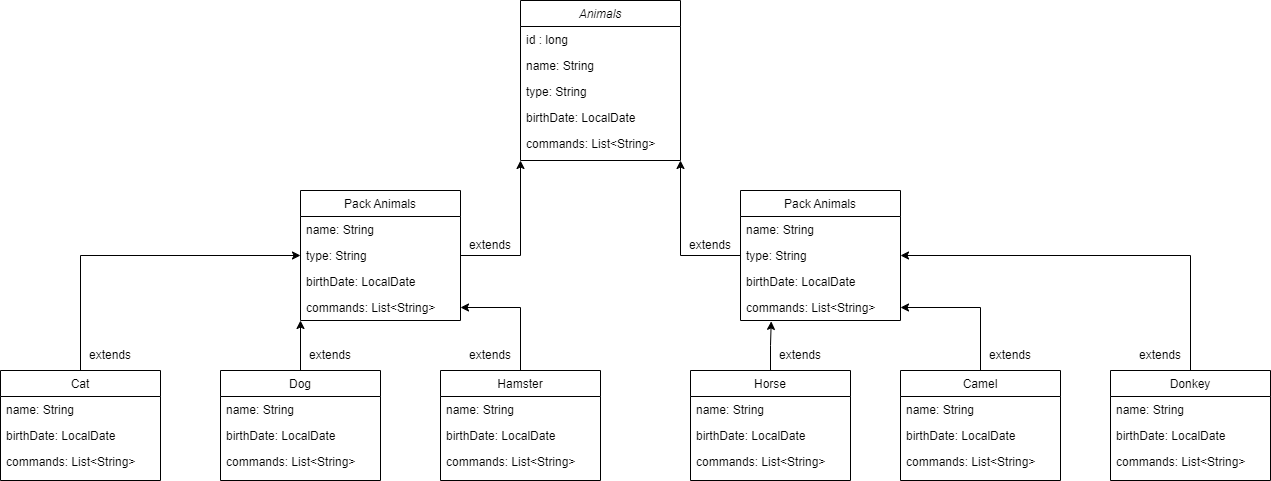 Animals
id : long
name: String
type: String
birthDate: LocalDate
commands: List<String>
Pack Animals
name: String
type: String
birthDate: LocalDate
commands: List<String>
extends
extends
Pack Animals
name: String
type: String
birthDate: LocalDate
commands: List<String>
extends
extends
extends
extends
extends
extends
Cat
name: String
birthDate: LocalDate
commands: List<String>
Dog
name: String
birthDate: LocalDate
commands: List<String>
Hamster
name: String
birthDate: LocalDate
commands: List<String>
Horse
name: String
birthDate: LocalDate
commands: List<String>
Camel
name: String
birthDate: LocalDate
commands: List<String>
Donkey
name: String
birthDate: LocalDate
commands: List<String>